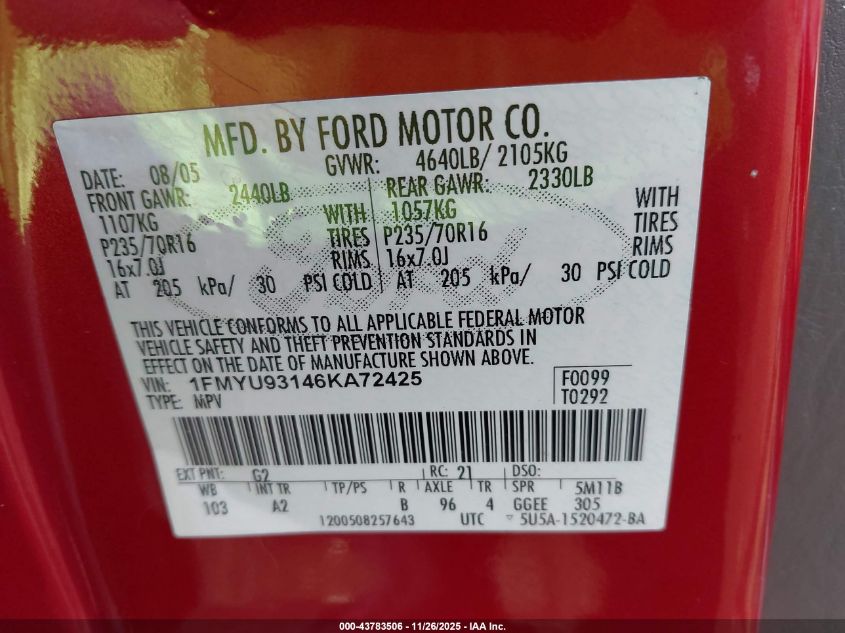 MFD. BY FORD MOTOR CO.
DATE: 08/05 GVWR: 4640LB/ 2105KG
FRONT GAWR: 2440LB REAR GAWR: 2330LB
1107KG WITH 1057KG WITH
P235/70R16 TIRES P235/70R16 TIRES
16x7.0J RIMS 16x7.0J RIMS
AT 205 kPa/ 30 PSI COLD AT 205 kPa/ 30 PSI COLD
Ford
THIS VEHICLE CONFORMS TO ALL APPLICABLE FEDERAL MOTOR
VEHICLE SAFETY AND THEFT PREVENTION STANDARDS IN
EFFECT ON THE DATE OF MANUFACTURE SHOWN ABOVE.
VIN: 1FMYU93146KA72425 F0099
TYPE: MPV T0292
EXT PNT: G2 RC: 21 DSO:
WB INT TR TP/PS R AXLE TR SPR 5M11B
103 A2 B 96 4 GGEE 305
1200508257643 UTC 5U5A-1520472-BA
000-43783506 - 11/26/2025 - IAA Inc.